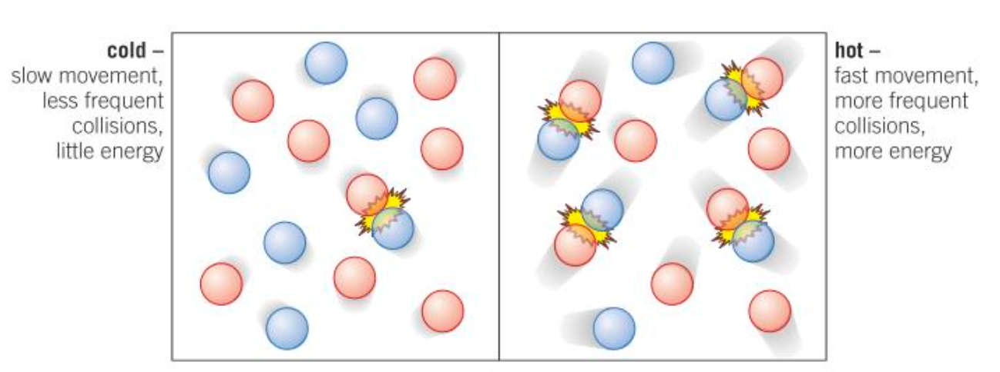 cold –
slow movement,
less frequent
collisions,
little energy
hot –
fast movement,
more frequent
collisions,
more energy